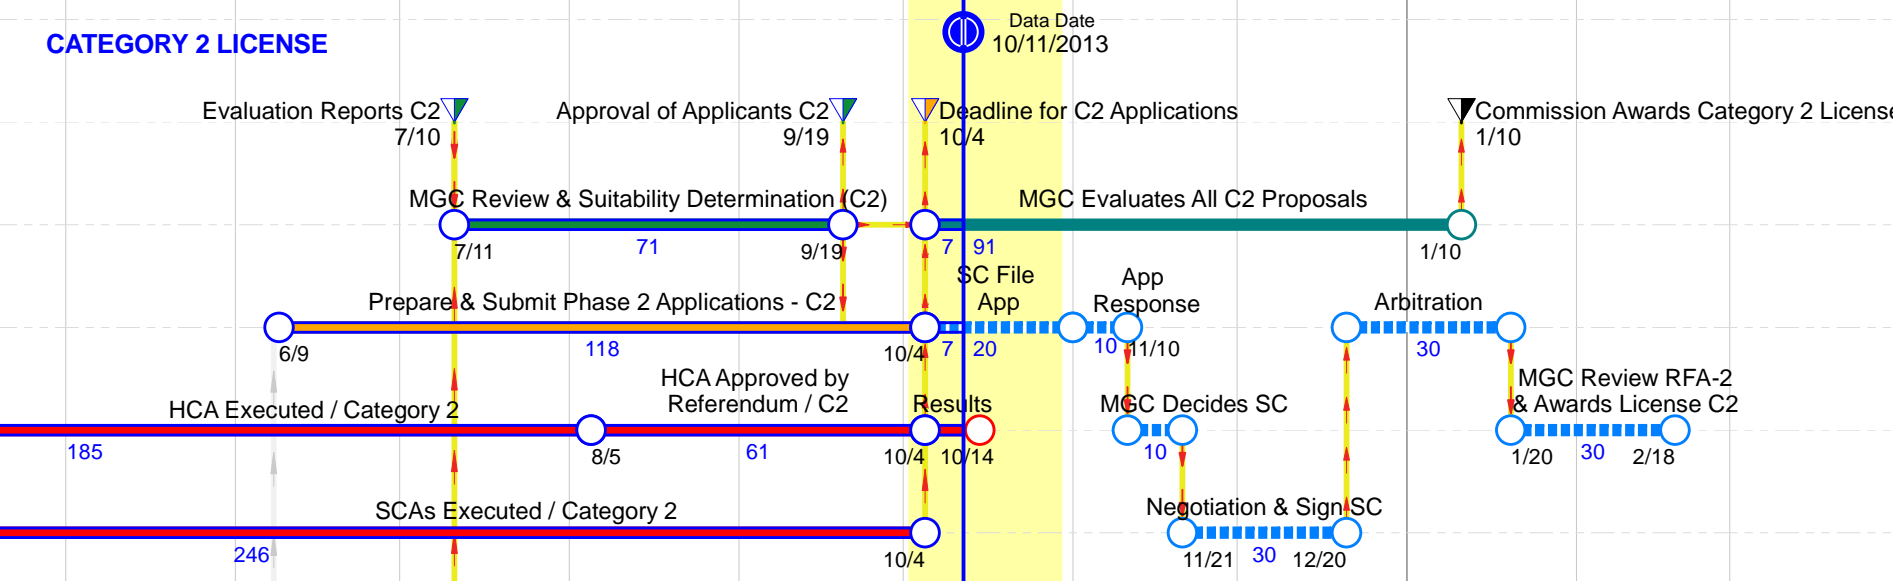 Data Date
10/11/2013
CATEGORY 2 LICENSE
Evaluation Reports C2
7/10
Approval of Applicants C2
9/19
Deadline for C2 Applications
10/4
Commission Awards Category 2 License
1/10
MGC Review & Suitability Determination (C2)
MGC Evaluates All C2 Proposals
7/11
71
9/19
7
91
1/10
SC File
App
App
Response
Prepare & Submit Phase 2 Applications - C2
Arbitration
6/9
118
10/4
7
20
10
11/10
30
HCA Approved by
Referendum / C2
HCA Executed / Category 2
Results
MGC Decides SC
MGC Review RFA-2
& Awards License C2
185
8/5
61
10/4
10/14
10
1/20
30
2/18
SCAs Executed / Category 2
Negotiation & Sign SC
246
10/4
11/21
30
12/20